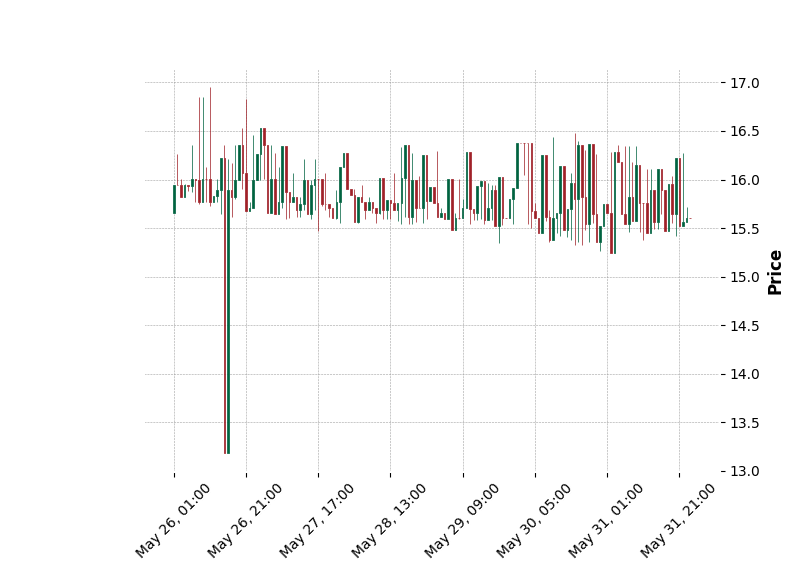 17.0
16.5
16.0
15.5
15.0
14.5
14.0
13.5
13.0
Price
May 26, 01:00
May 26, 21:00
May 27, 17:00
May 28, 13:00
May 29, 09:00
May 30, 05:00
May 31, 01:00
May 31, 21:00